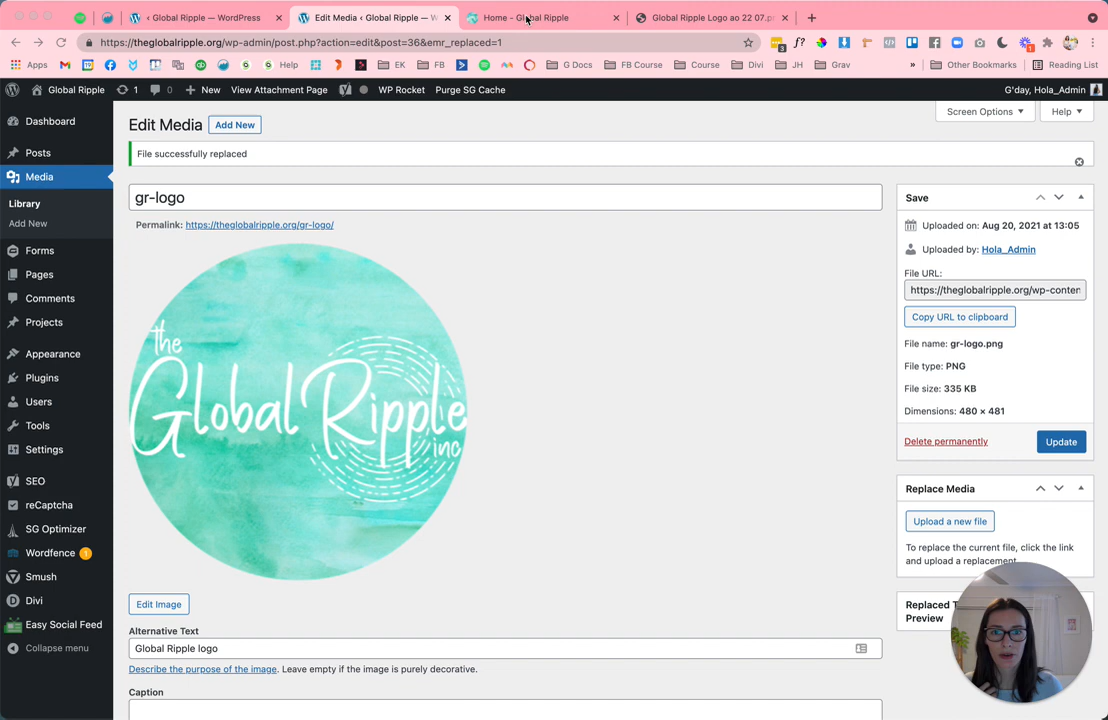 ‹ Global Ripple — WordPress
Edit Media ‹ Global Ripple — W
Home - Global Ripple
Global Ripple Logo ao 22 07.p
https://theglobalripple.org/wp-admin/post.php?action=edit&post=36&emr_replaced=1
Apps
Help
EK
FB
G Docs
FB Course
Course
Divi
JH
Grav
»
Other Bookmarks
Reading List
Global Ripple
1
New
View Attachment Page
WP Rocket
Purge SG Cache
G'day, Hola_Admin
Dashboard
Posts
Media
Library
Add New
Forms
Pages
Comments
Projects
Appearance
Plugins
Users
Tools
Settings
SEO
reCaptcha
SG Optimizer
Wordfence 1
Smush
Divi
Easy Social Feed
Collapse menu
Screen Options
Help
Edit Media
Add New
File successfully replaced
gr-logo
Permalink: https://theglobalripple.org/gr-logo/
the
Global Ripple
inc
Edit Image
Alternative Text
Global Ripple logo
Describe the purpose of the image. Leave empty if the image is purely decorative.
Caption
Save
Uploaded on: Aug 20, 2021 at 13:05
Uploaded by: Hola_Admin
File URL:
https://theglobalripple.org/wp-conten
Copy URL to clipboard
File name: gr-logo.png
File type: PNG
File size: 335 KB
Dimensions: 480 × 481
Delete permanently
Update
Replace Media
Upload a new file
To replace the current file, click the link
and upload a replacement.
Replaced
Preview